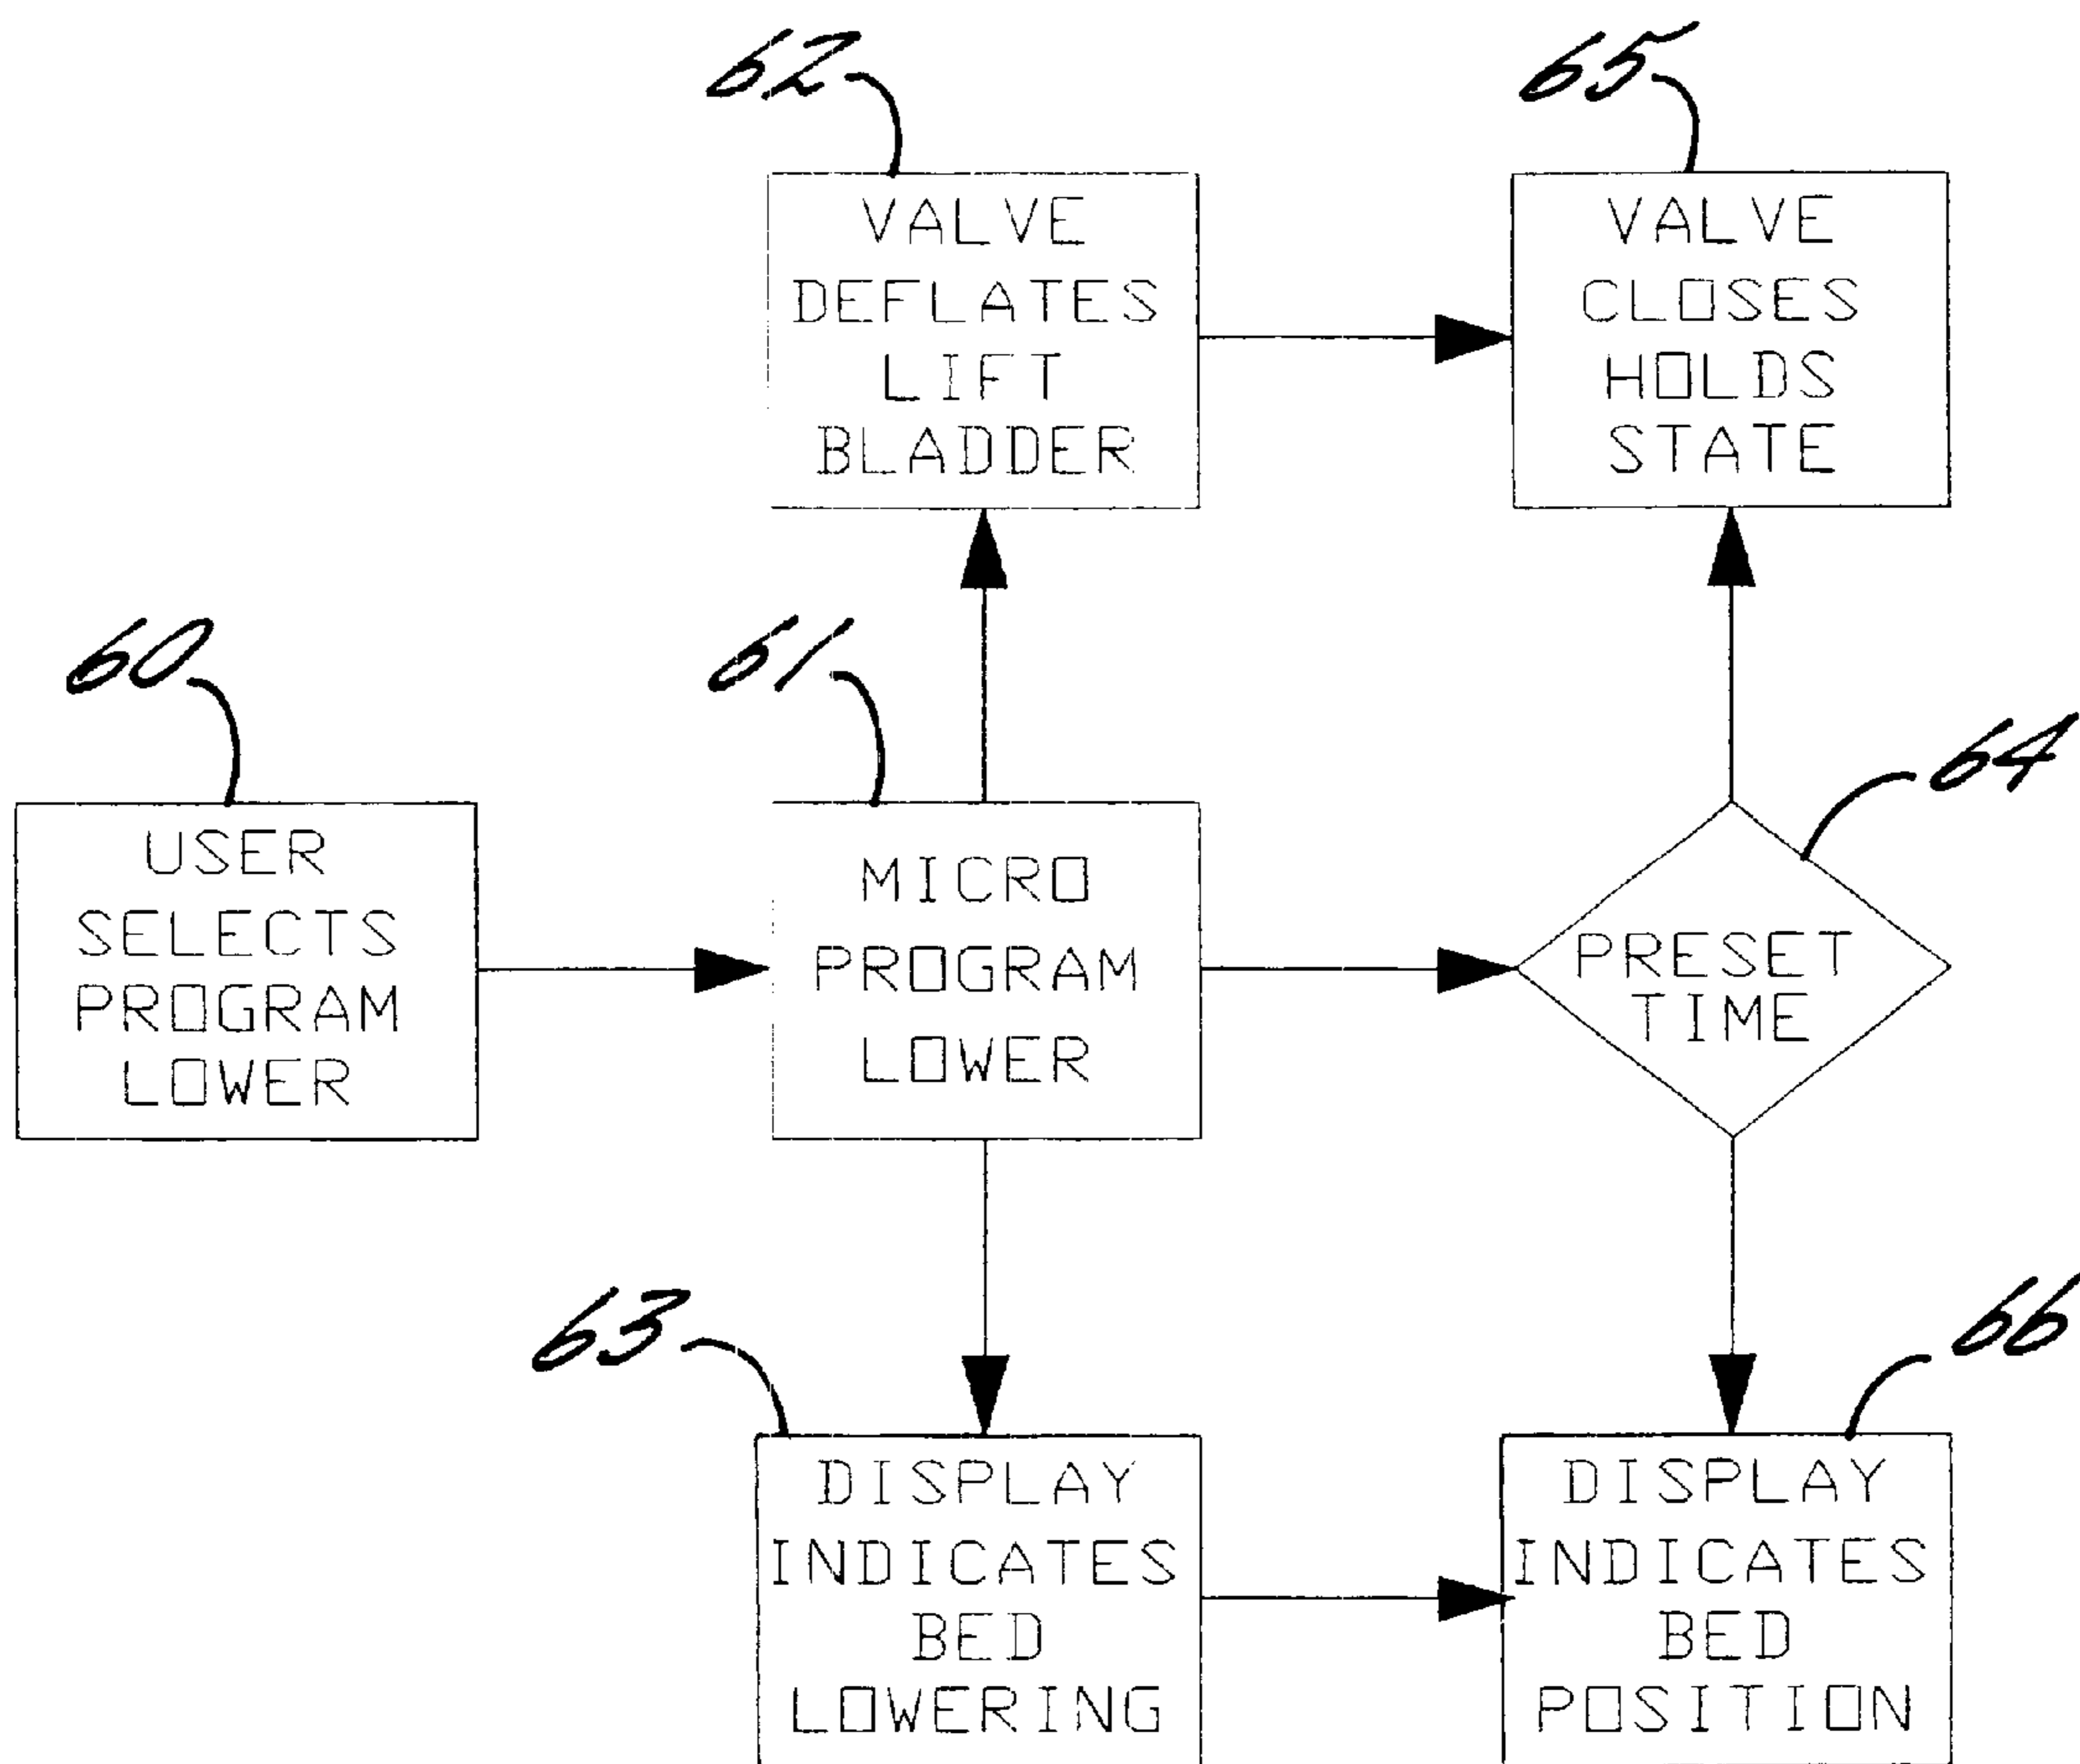 62
VALVE
DEFLATES
LIFT
BLADDER
65
VALVE
CLOSES
HOLDS
STATE
60
USER
SELECTS
PROGRAM
LOWER
61
MICRO
PROGRAM
LOWER
64
PRESET
TIME
63
DISPLAY
INDICATES
BED
LOWERING
66
DISPLAY
INDICATES
BED
POSITION